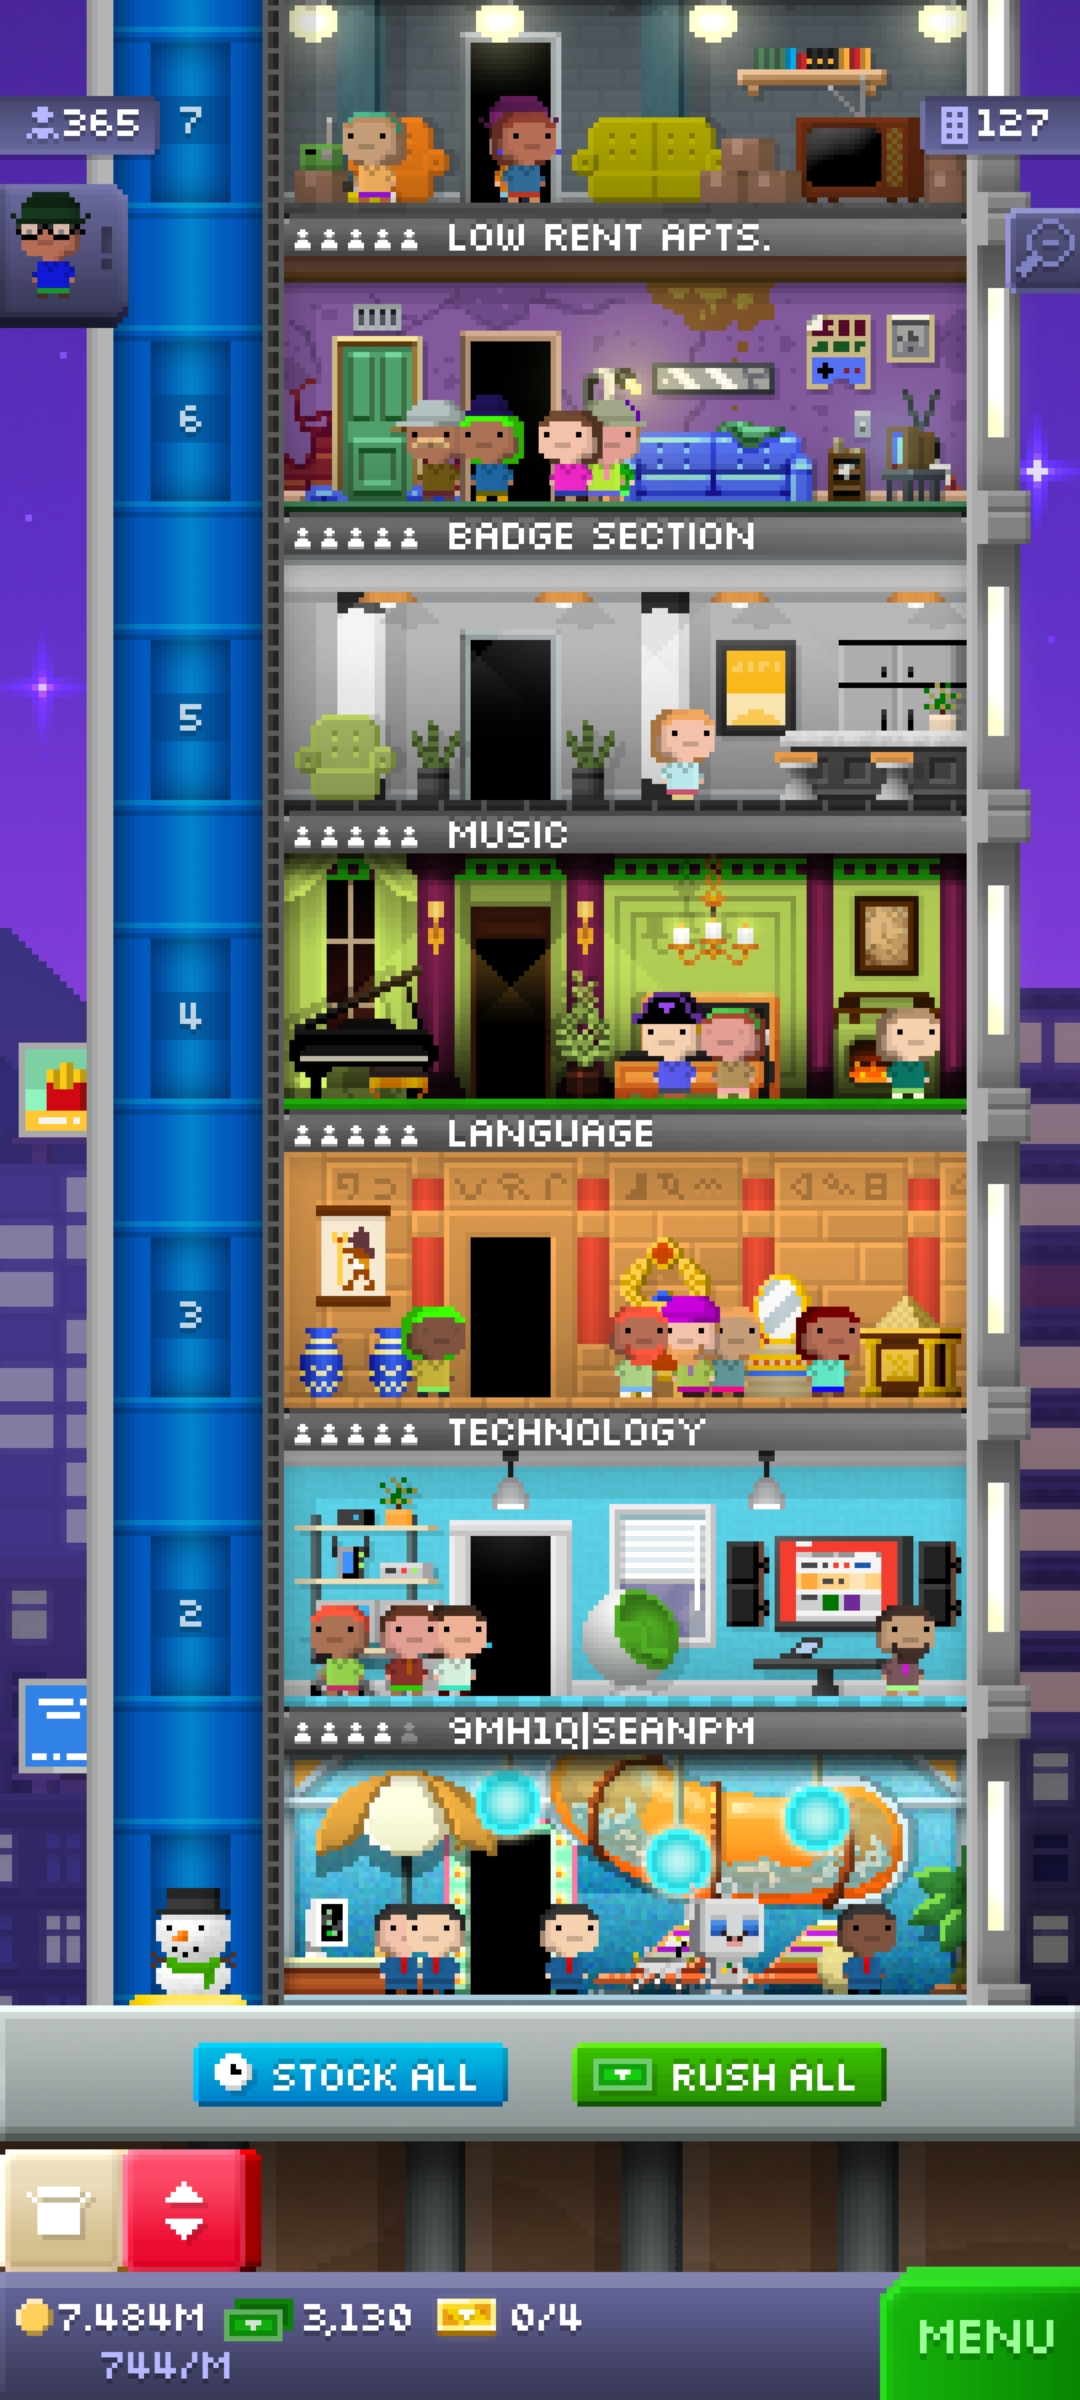 365
7
127
LOW RENT APTS.
6
BADGE SECTION
5
MUSIC
4
LANGUAGE
3
TECHNOLOGY
2
9MH1Q|SEANPM
STOCK ALL
RUSH ALL
7.484M
3,130
0/4
744/M
MENU